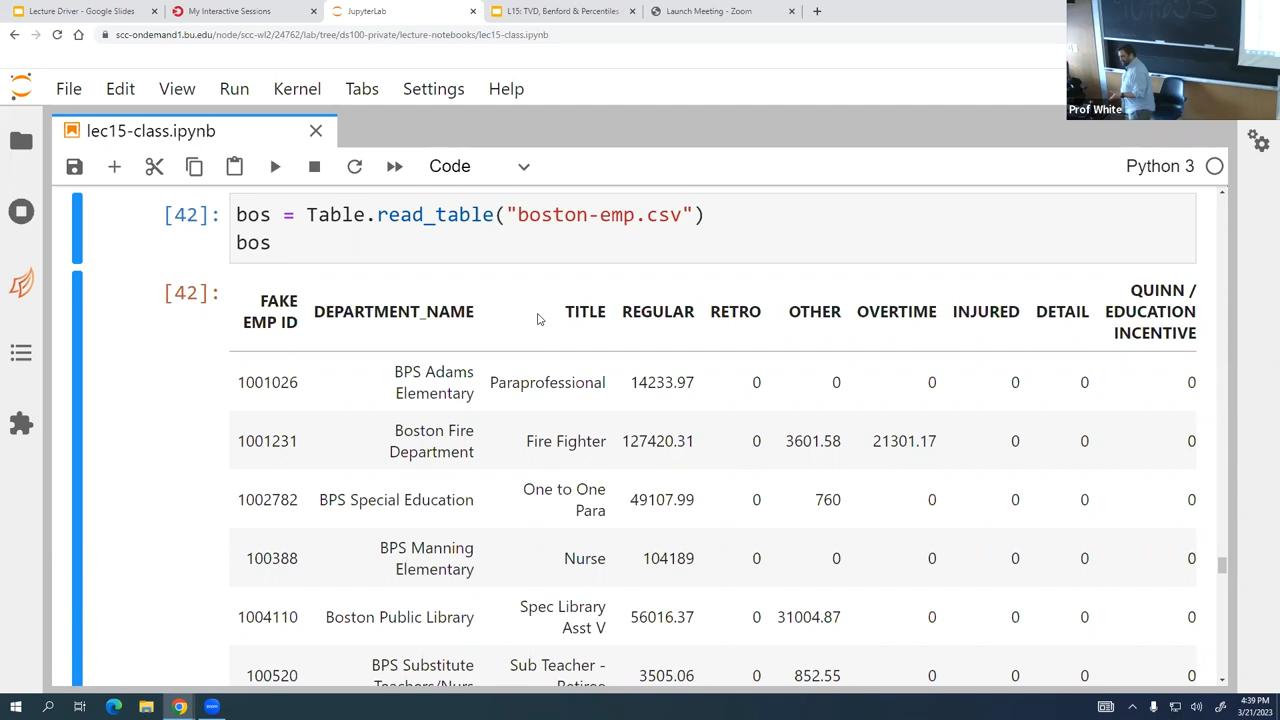 Lecture Driver - Google Slides
My Interactive Sessions
JupyterLab
L15: TVD, Benford & Percentiles
Launch Meeting - Zoom
scc-ondemand1.bu.edu/node/scc-wl2/24762/lab/tree/ds100-private/lecture-notebooks/lec15-class.ipynb
Prof White
File Edit View Run Kernel Tabs Settings Help
lec15-class.ipynb
Code
Python 3
[42]: bos = Table.read_table("boston-emp.csv")
bos
[42]:
FAKE EMP ID DEPARTMENT_NAME TITLE REGULAR RETRO OTHER OVERTIME INJURED DETAIL QUINN / EDUCATION INCENTIVE
1001026 BPS Adams Elementary Paraprofessional 14233.97 0 0 0 0 0 0
1001231 Boston Fire Department Fire Fighter 127420.31 0 3601.58 21301.17 0 0 0
1002782 BPS Special Education One to One Para 49107.99 0 760 0 0 0 0
100388 BPS Manning Elementary Nurse 104189 0 0 0 0 0 0
1004110 Boston Public Library Spec Library Asst V 56016.37 0 31004.87 0 0 0 0
100520 BPS Substitute Teachers/Nurs Sub Teacher - Retiree 3505.06 0 852.55 0 0 0 0
4:39 PM
3/21/2023